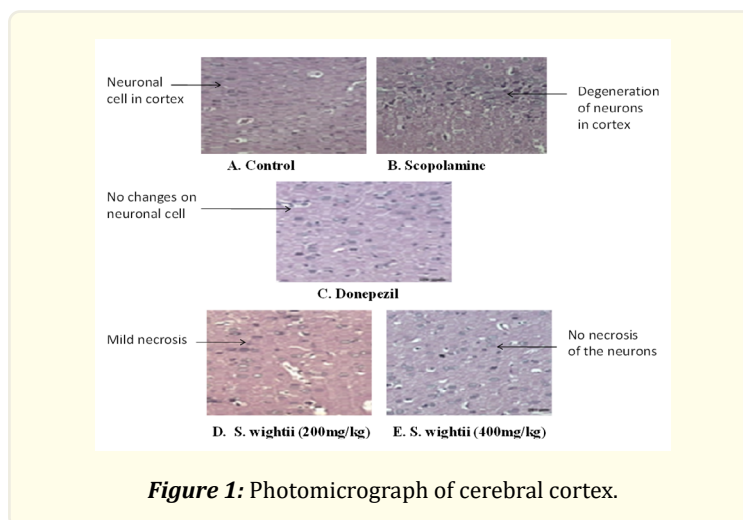 Neuronal
cell in cortex
Degeneration
of neurons
in cortex
A. Control
B. Scopolamine
No changes on
neuronal cell
C. Donepezil
Mild necrosis
No necrosis
of the neurons
D. S. wightii (200mg/kg)
E. S. wightii (400mg/kg)
Figure 1: Photomicrograph of cerebral cortex.